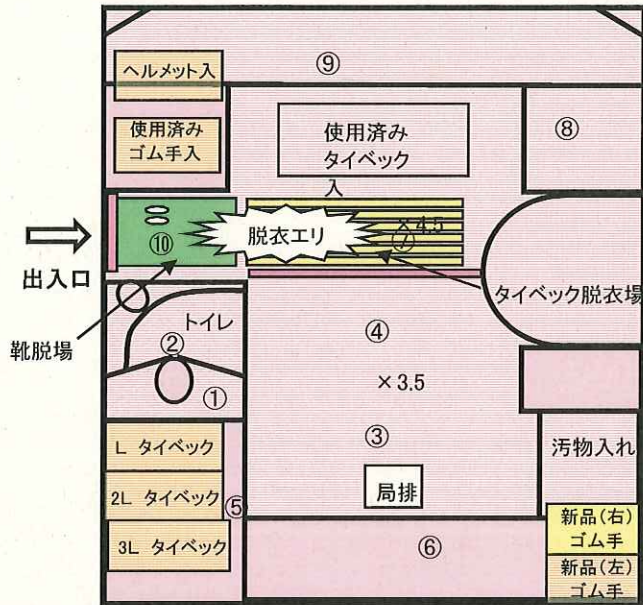 ⑨
ヘルメット入
使用済み
ゴム手入
使用済み
タイベック
入
⑧
⑩
脱衣エリ
×4.5
⑦
出入口
靴脱場
タイベック脱衣場
トイレ
②
①
④
×3.5
③
局排
L タイベック
2L タイベック
3L タイベック
⑤
⑥
汚物入れ
新品(右)
ゴム手
新品(左)
ゴム手